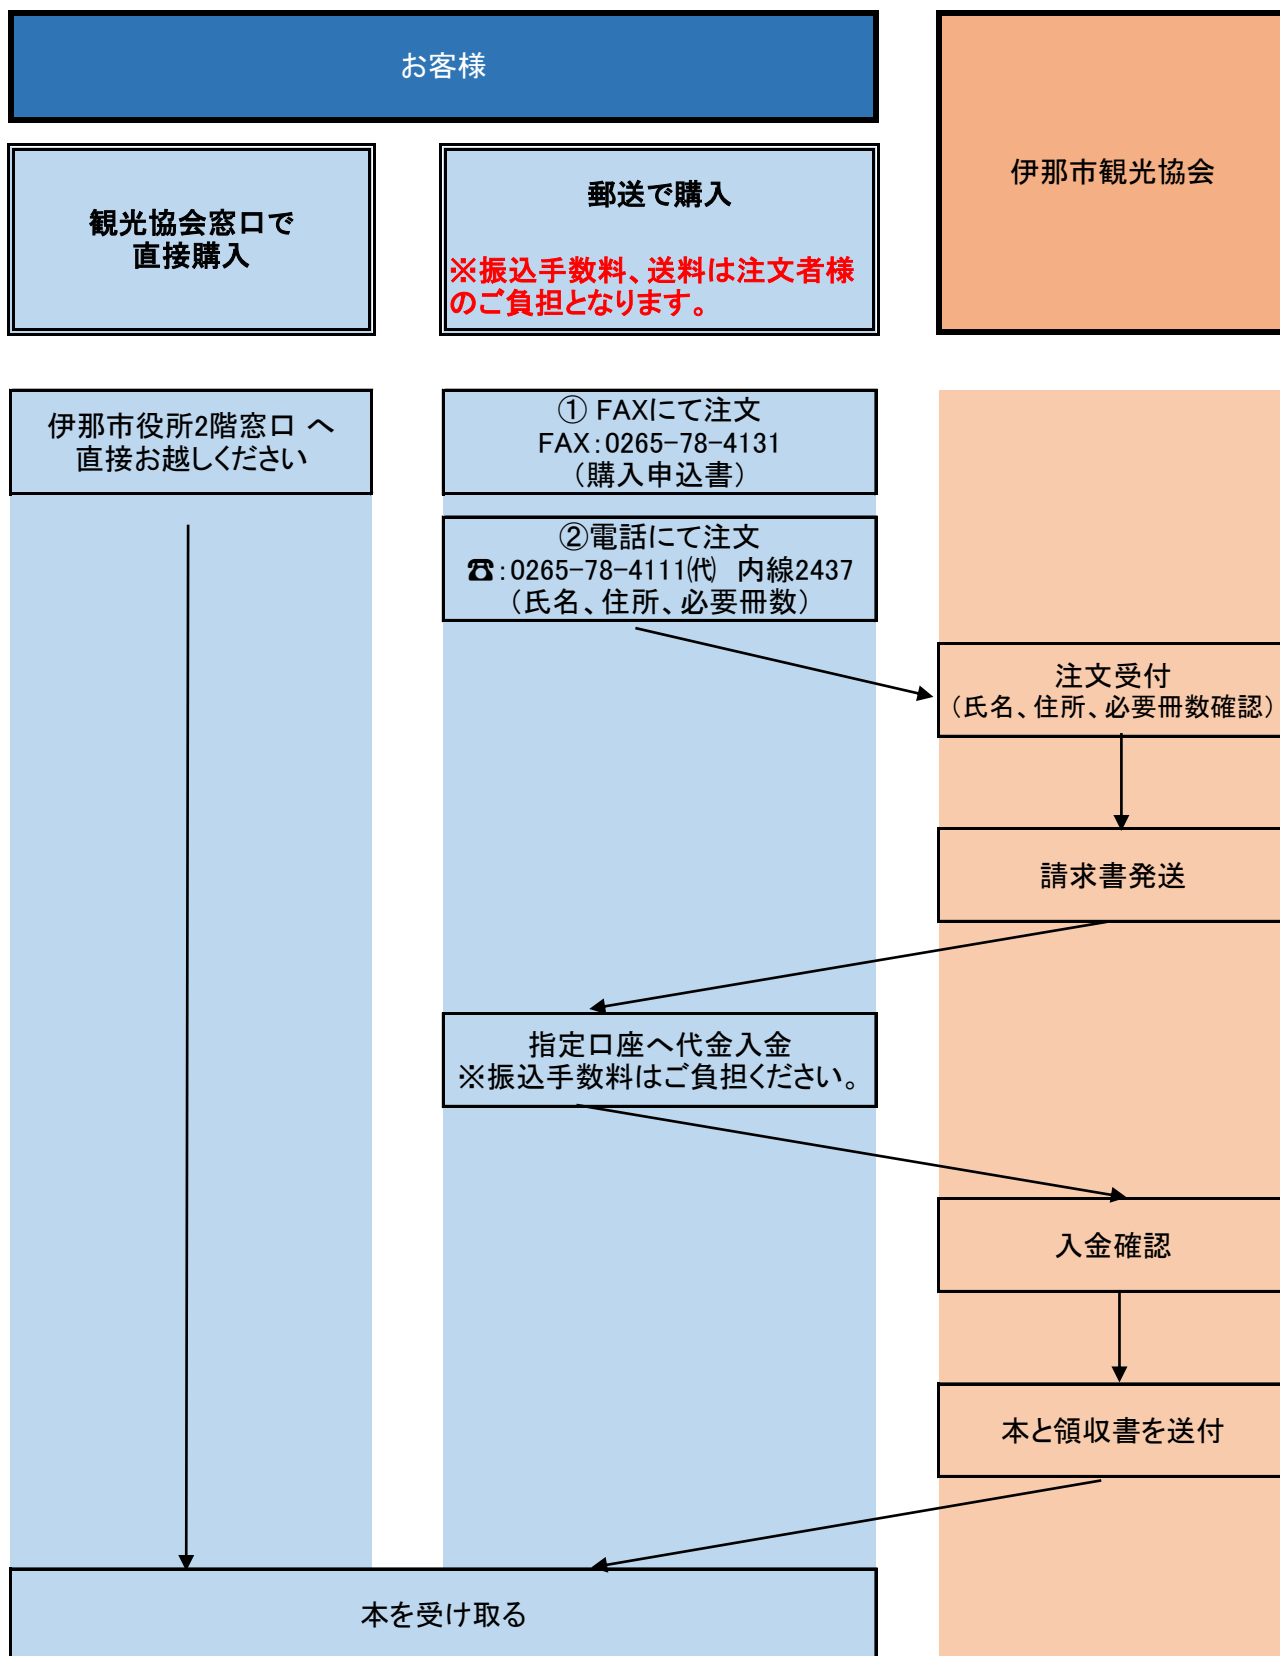 お客様
伊那市観光協会
観光協会窓口で
直接購入
郵送で購入
※振込手数料、送料は注文者様
のご負担となります。
伊那市役所2階窓口 へ
直接お越しください
① FAXにて注文
FAX:0265-78-4131
(購入申込書)
②電話にて注文
☎:0265-78-4111㈹ 内線2437
(氏名、住所、必要冊数)
注文受付
(氏名、住所、必要冊数確認)
請求書発送
指定口座へ代金入金
※振込手数料はご負担ください。
入金確認
本と領収書を送付
本を受け取る